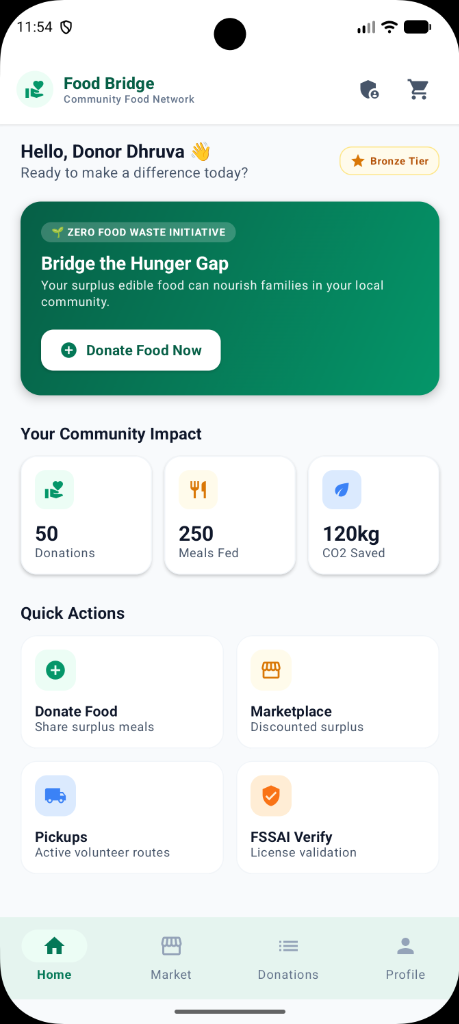 11:54
Food Bridge
Community Food Network
Hello, Donor Dhruva 👋
Ready to make a difference today?
Bronze Tier
🌱 ZERO FOOD WASTE INITIATIVE
Bridge the Hunger Gap
Your surplus edible food can nourish families in your local
community.
Donate Food Now
Your Community Impact
50
Donations
250
Meals Fed
120kg
CO2 Saved
Quick Actions
Donate Food
Share surplus meals
Marketplace
Discounted surplus
Pickups
Active volunteer routes
FSSAI Verify
License validation
Home
Market
Donations
Profile